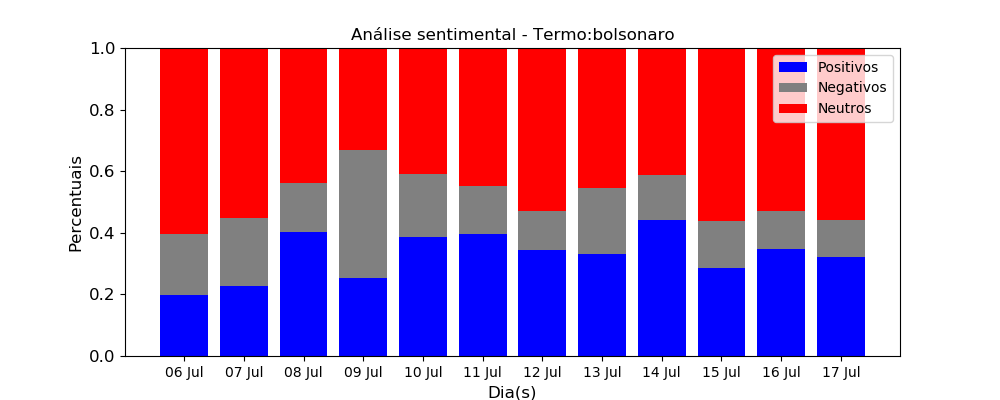 Análise sentimental - Termo:bolsonaro
Percentuais
1.0
0.8
0.6
0.4
0.2
0.0
Positivos
Negativos
Neutros
06 Jul 07 Jul 08 Jul 09 Jul 10 Jul 11 Jul 12 Jul 13 Jul 14 Jul 15 Jul 16 Jul 17 Jul
Dia(s)